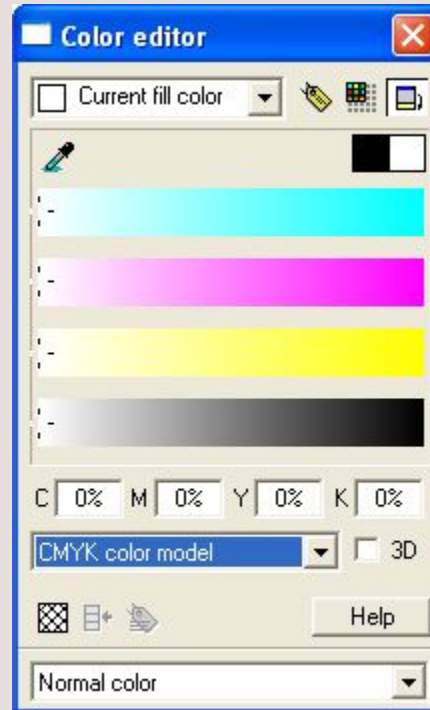 Color editor
Current fill color
C 0% M 0% Y 0% K 0%
CMYK color model 3D
Help
Normal color